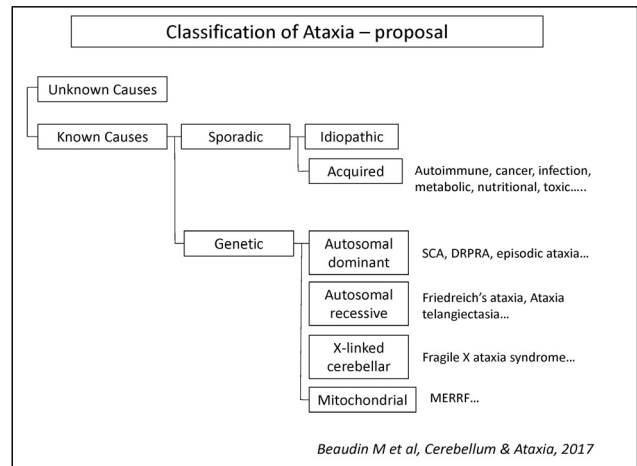 Classification of Ataxia – proposal
Unknown Causes
Known Causes
Sporadic
Idiopathic
Acquired
Autoimmune, cancer, infection,
metabolic, nutritional, toxic…..
Genetic
Autosomal
dominant
SCA, DRPRA, episodic ataxia…
Autosomal
recessive
Friedreich’s ataxia, Ataxia
telangiectasia…
X-linked
cerebellar
Fragile X ataxia syndrome…
Mitochondrial
MERRF…
Beaudin M et al, Cerebellum & Ataxia, 2017